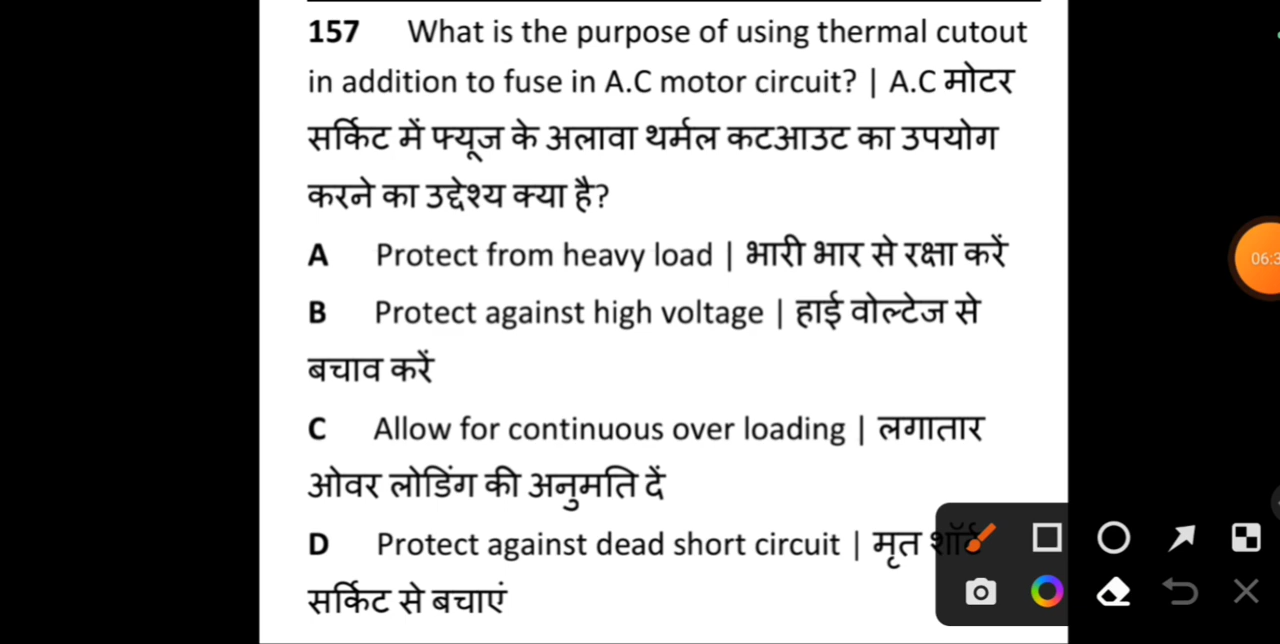 157 What is the purpose of using thermal cutout
in addition to fuse in A.C motor circuit? | A.C मोटर
सर्किट में फ्यूज के अलावा थर्मल कटआउट का उपयोग
करने का उद्देश्य क्या है?
A Protect from heavy load | भारी भार से रक्षा करें
B Protect against high voltage | हाई वोल्टेज से
बचाव करें
C Allow for continuous over loading | लगातार
ओवर लोडिंग की अनुमति दें
D Protect against dead short circuit | मृत शॉर्ट
सर्किट से बचाएं
06:3